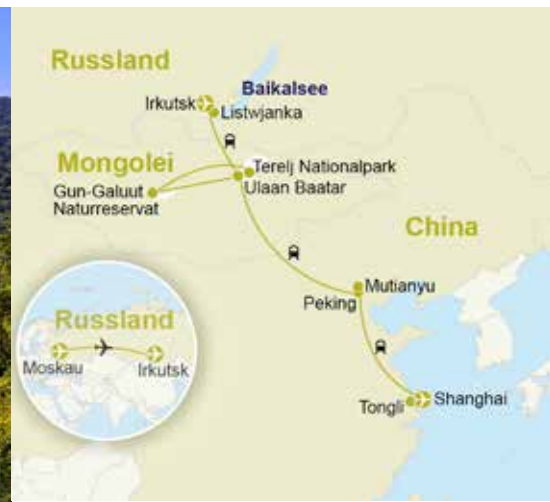 Russland
Baikalsee
Irkutsk
Listwjanka
Mongolei
Terelj Nationalpark
Gun-Galuut
Naturreservat
Ulaan Baatar
China
Mutianyu
Peking
Russland
Moskau
Irkutsk
Tongli
Shanghai